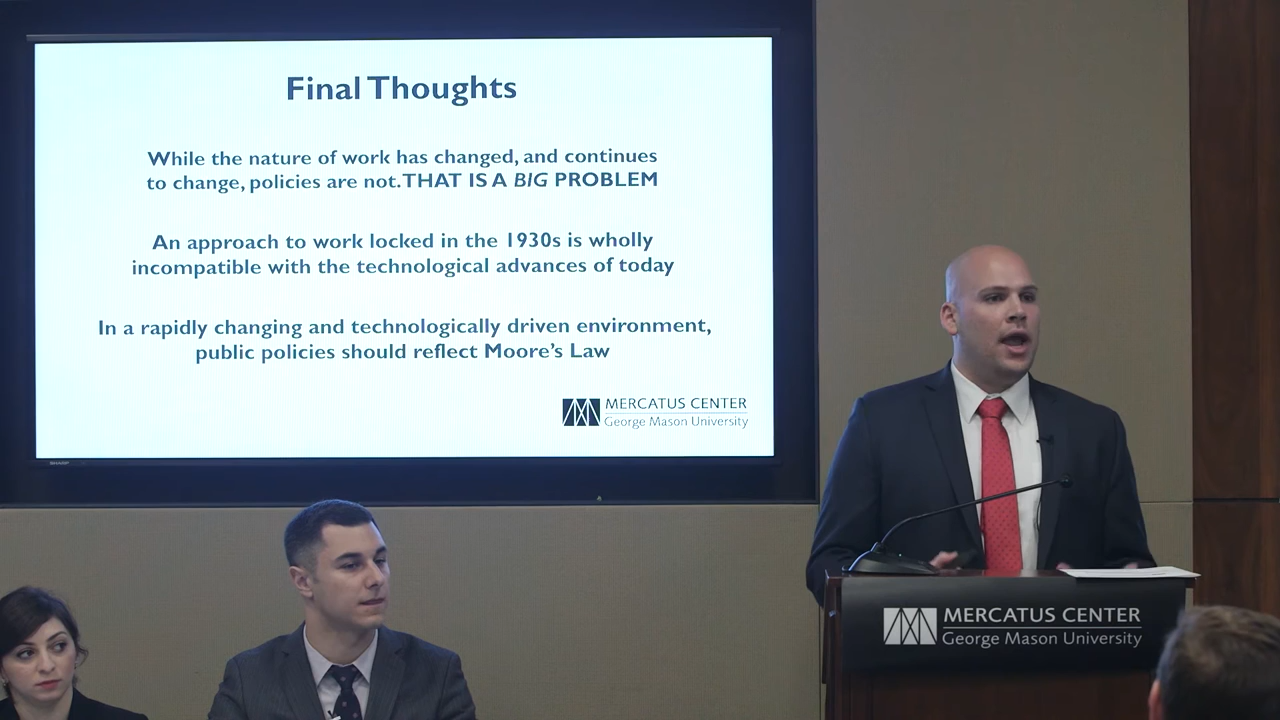 Final Thoughts
While the nature of work has changed, and continues
to change, policies are not. THAT IS A BIG PROBLEM
An approach to work locked in the 1930s is wholly
incompatible with the technological advances of today
In a rapidly changing and technologically driven environment,
public policies should reflect Moore's Law
MERCATUS CENTER
George Mason University
SHARP
MERCATUS CENTER
George Mason University